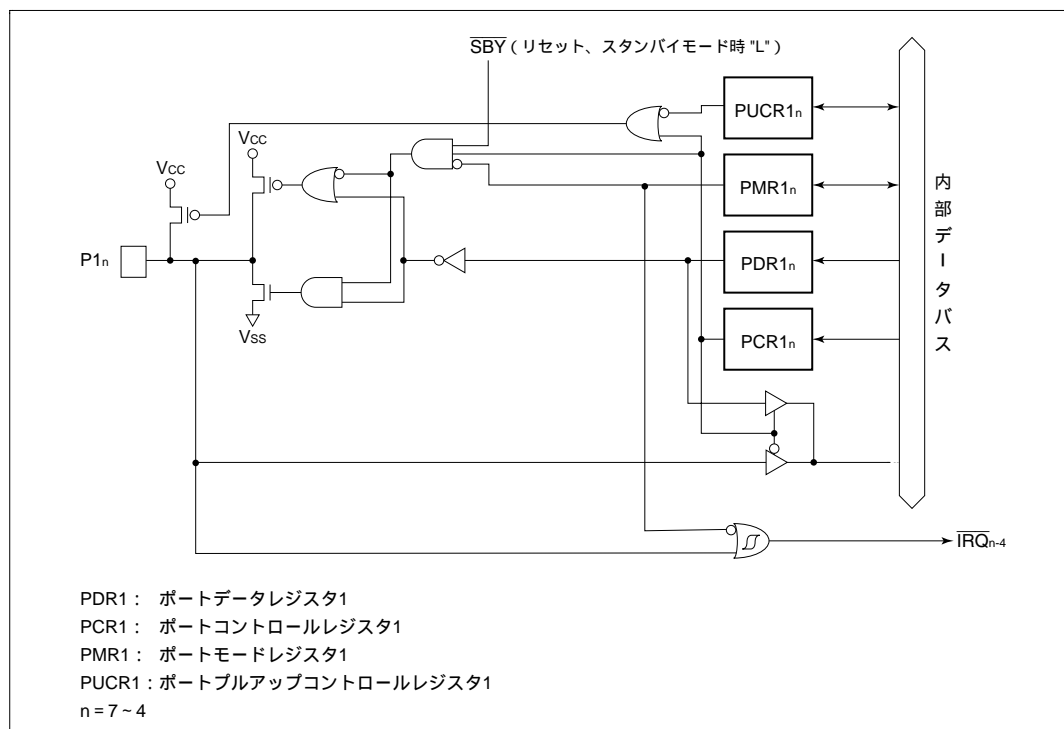 SBY（リセット、スタンバイモード時 "L"）
PUCR1n
VCC
VCC
PMR1n
内部データバス
P1n
PDR1n
VSS
PCR1n
IRQn-4
PDR1： ポートデータレジスタ1
PCR1： ポートコントロールレジスタ1
PMR1： ポートモードレジスタ1
PUCR1：ポートプルアップコントロールレジスタ1
n = 7 ~ 4